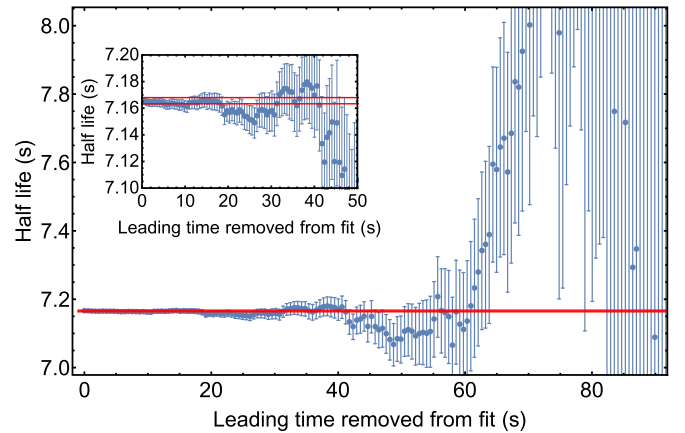 8.0
7.8
7.6
7.4
7.2
7.0
Half life (s)
0 20 40 60 80
Leading time removed from fit (s)
7.20
7.18
7.16
7.14
7.12
7.10
Half life (s)
0 10 20 30 40 50
Leading time removed from fit (s)